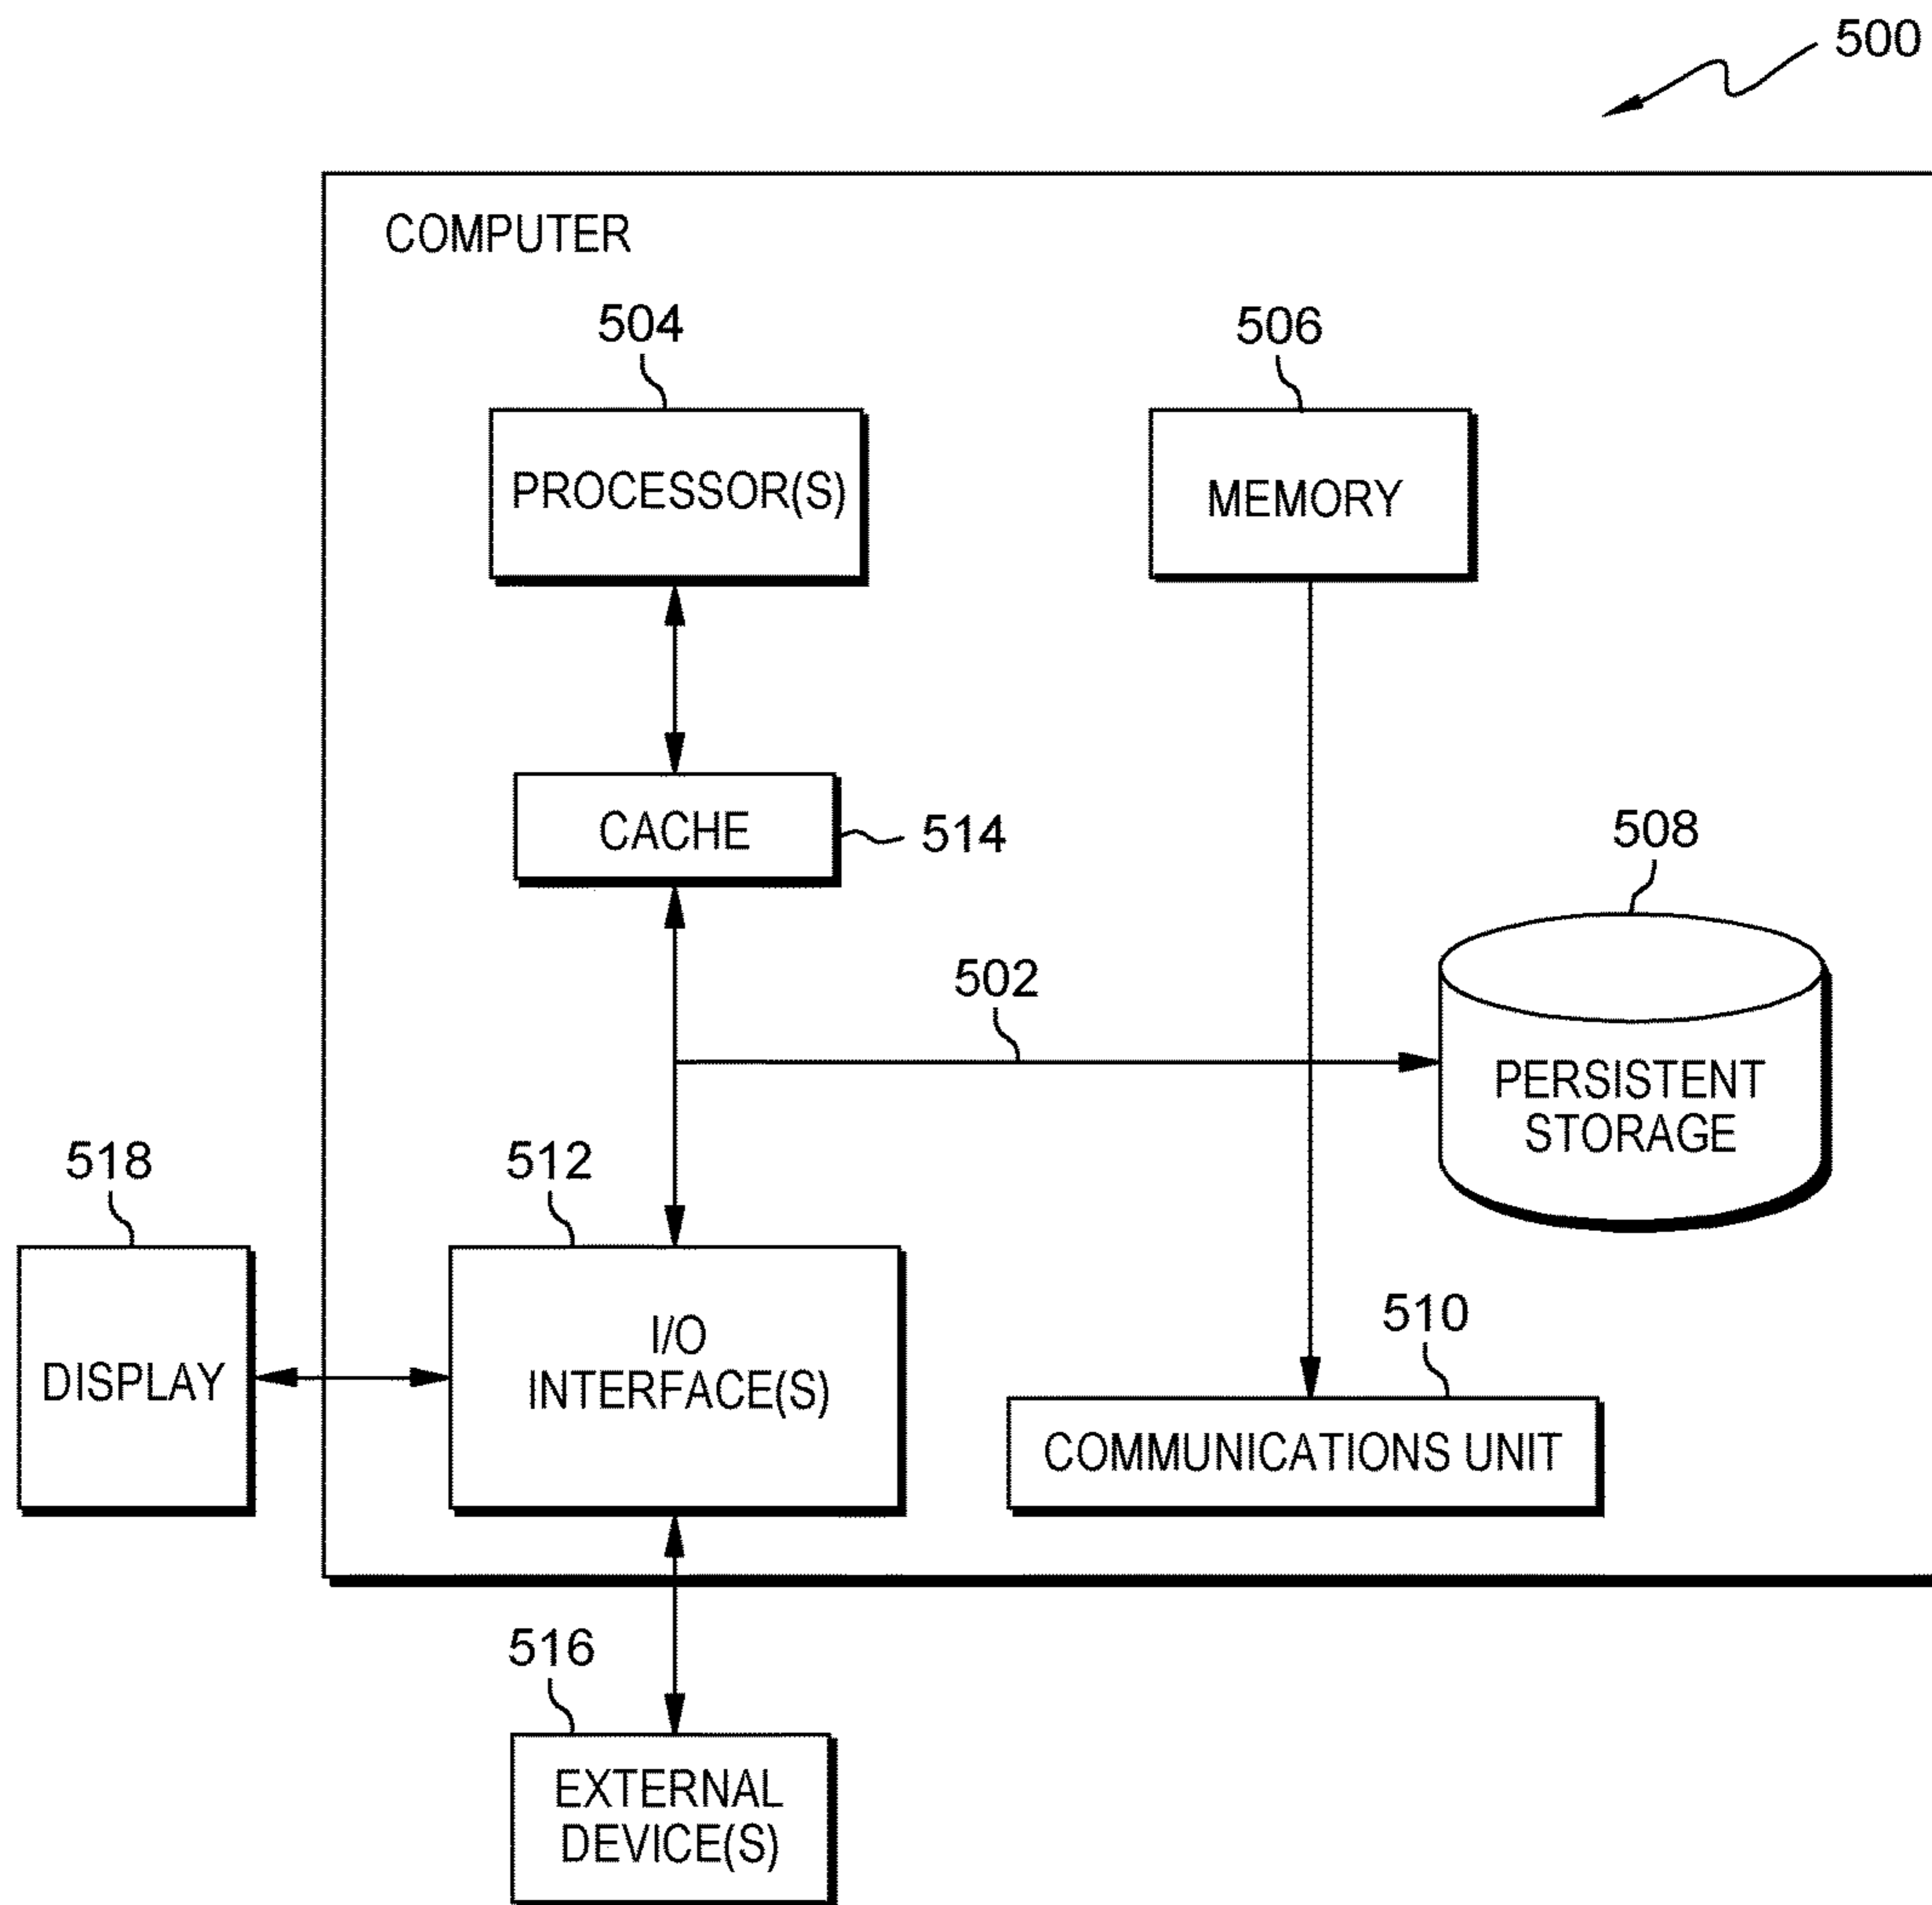 500
COMPUTER
504
506
PROCESSOR(S)
MEMORY
CACHE
514
508
502
PERSISTENT
STORAGE
518
512
510
DISPLAY
I/O
INTERFACE(S)
COMMUNICATIONS UNIT
516
EXTERNAL
DEVICE(S)